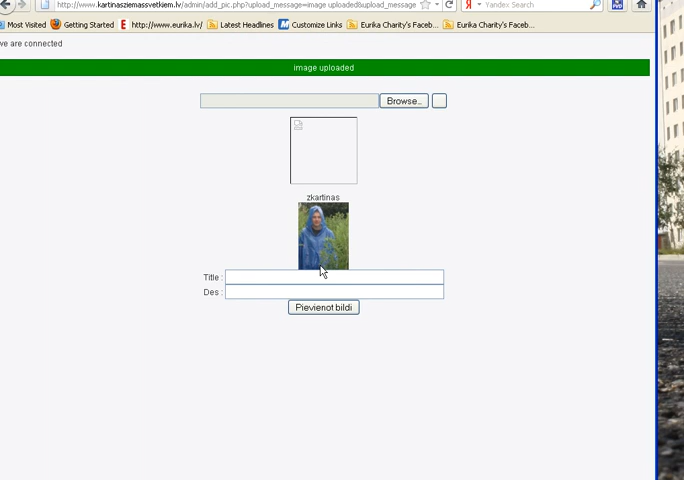 http://www.kartinasziemassvetkiem.lv/admin/add_pic.php?upload_message=image uploaded&upload_message
Yandex Search
Most Visited Getting Started http://www.eurika.lv/ Latest Headlines Customize Links Eurika Charity's Faceb... Eurika Charity's Faceb...
we are connected
image uploaded
Browse..
zkartinas
Title :
Des :
Pievienot bildi